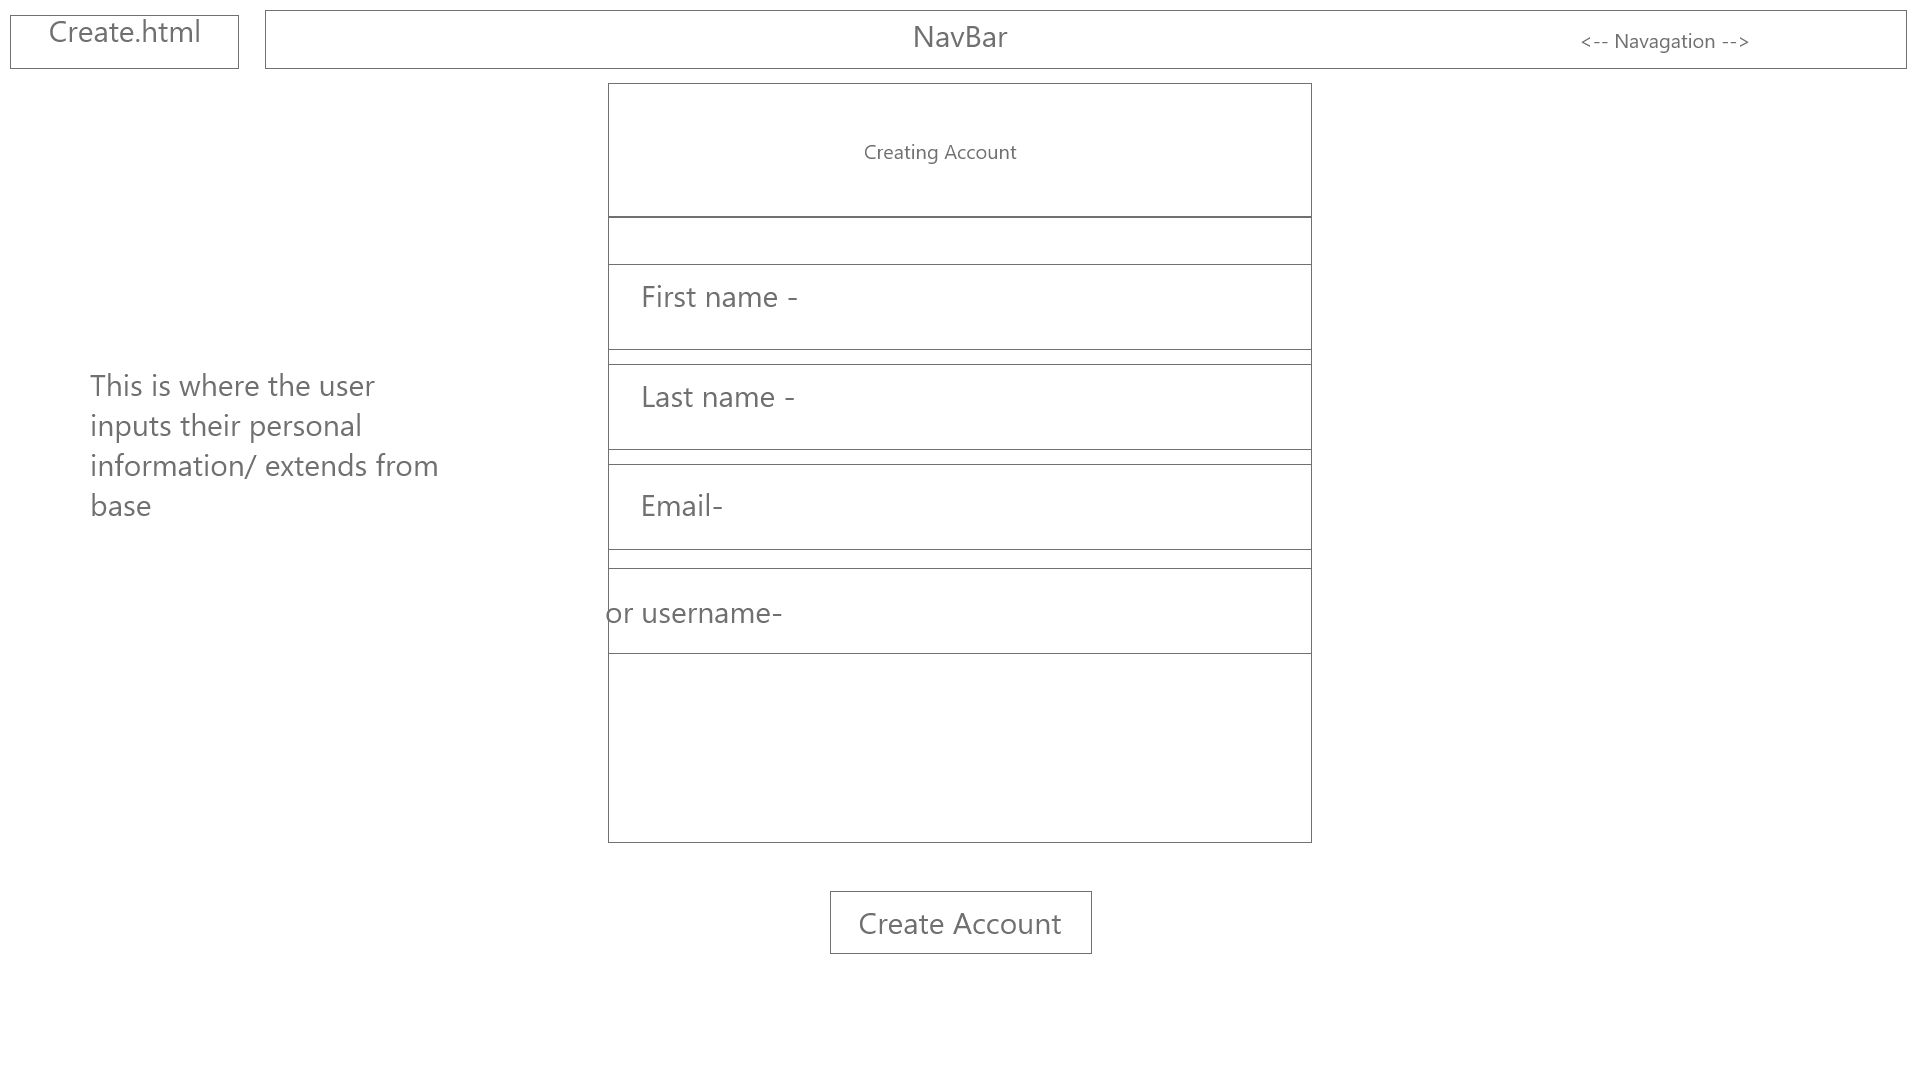 Create.html
NavBar
<-- Navagation -->
Creating Account
First name -
Last name -
Email-
or username-
This is where the user
inputs their personal
information/ extends from
base
Create Account